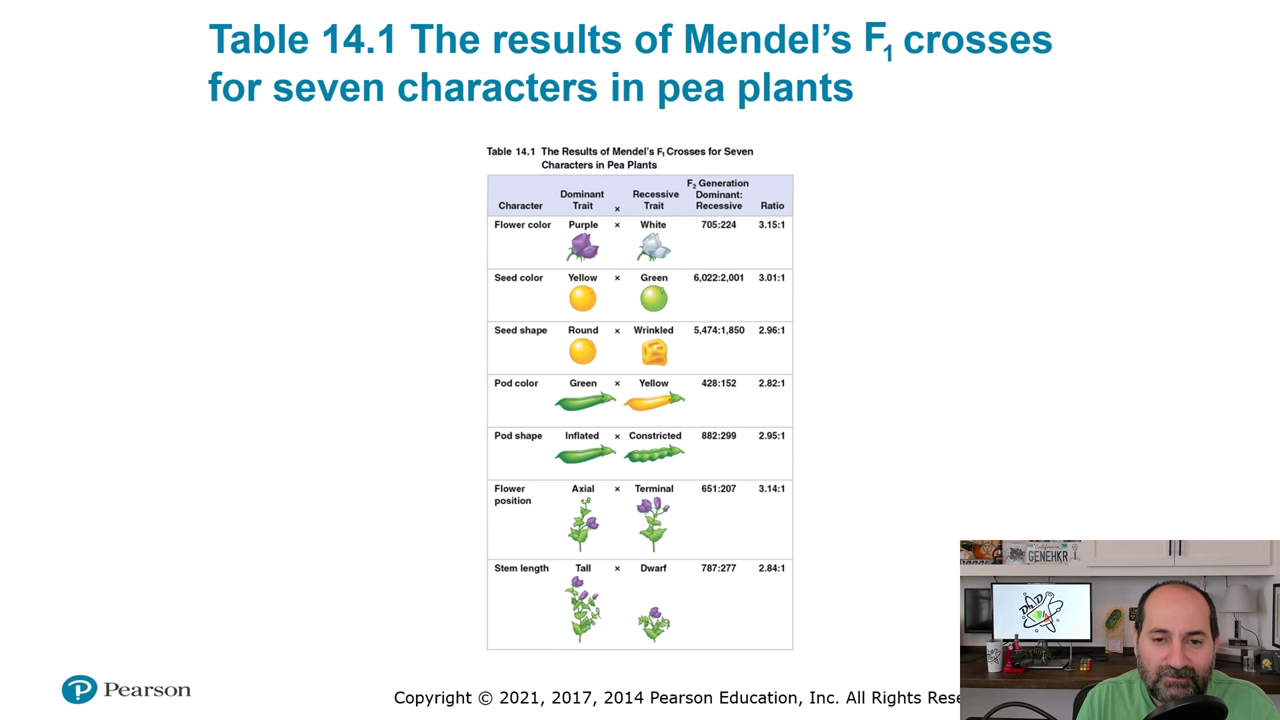 Table 14.1 The results of Mendel's F1 crosses
for seven characters in pea plants
Table 14.1 The Results of Mendel's F1 Crosses for Seven
Characters in Pea Plants
Character Dominant Trait × Recessive Trait F2 Generation Dominant: Recessive Ratio
Flower color Purple × White 705:224 3.15:1
Seed color Yellow × Green 6,022:2,001 3.01:1
Seed shape Round × Wrinkled 5,474:1,850 2.96:1
Pod color Green × Yellow 428:152 2.82:1
Pod shape Inflated × Constricted 882:299 2.95:1
Flower position Axial × Terminal 651:207 3.14:1
Stem length Tall × Dwarf 787:277 2.84:1
California
GENEHKR
P Pearson
Copyright © 2021, 2017, 2014 Pearson Education, Inc. All Rights Rese